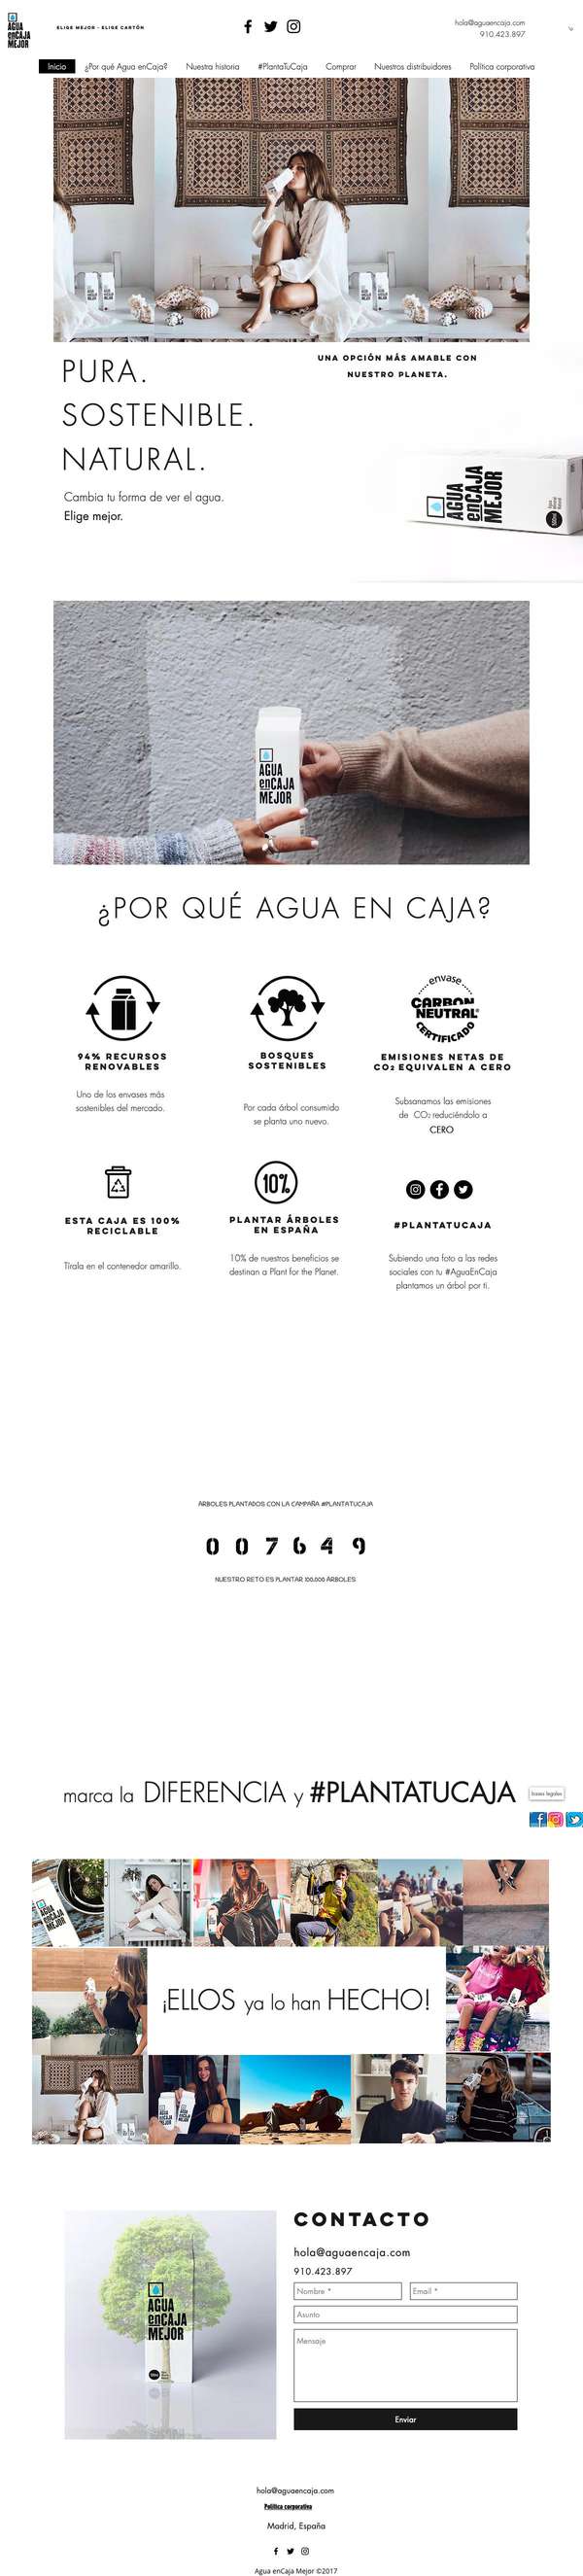 AGUA
enCAJA
MEJOR
ELIGE MEJOR - ELIGE CARTÓN
hola@aguaencaja.com
910.423.897
Inicio
¿Por qué Agua enCaja?
Nuestra historia
#PlantaTuCaja
Comprar
Nuestros distribuidores
Política corporativa
PURA.
SOSTENIBLE.
NATURAL.
Cambia tu forma de ver el agua.
Elige mejor.
UNA OPCIÓN MÁS AMABLE CON
NUESTRO PLANETA.
AGUA
enCAJA
MEJOR
AGUA
enCAJA
MEJOR
¿POR QUÉ AGUA EN CAJA?
94% RECURSOS
RENOVABLES
Uno de los envases más
sostenibles del mercado.
BOSQUES
SOSTENIBLES
Por cada árbol consumido
se planta uno nuevo.
envase
CARBON
NEUTRAL®
CERTIFICADO
EMISIONES NETAS DE
CO2 EQUIVALEN A CERO
Subsanamos las emisiones
de CO2 reduciéndolo a
CERO
ESTA CAJA ES 100%
RECICLABLE
Tírala en el contenedor amarillo.
10%
PLANTAR ÁRBOLES
EN ESPAÑA
10% de nuestros beneficios se
destinan a Plant for the Planet.
#PLANTATUCAJA
Subiendo una foto a las redes
sociales con tu #AguaEnCaja
plantamos un árbol por ti.
ÁRBOLES PLANTADOS CON LA CAMPAÑA #PLANTATUCAJA
007649
NUESTRO RETO ES PLANTAR 100.000 ÁRBOLES
marca la DIFERENCIA y #PLANTATUCAJA
bases legales
AGUA
enCAJA
MEJOR
¡ELLOS ya lo han HECHO!
CONTACTO
hola@aguaencaja.com
910.423.897
Nombre *
Email *
Asunto
Mensaje
Enviar
AGUA
enCAJA
MEJOR
hola@aguaencaja.com
Política corporativa
Madrid, España
Agua enCaja Mejor ©2017